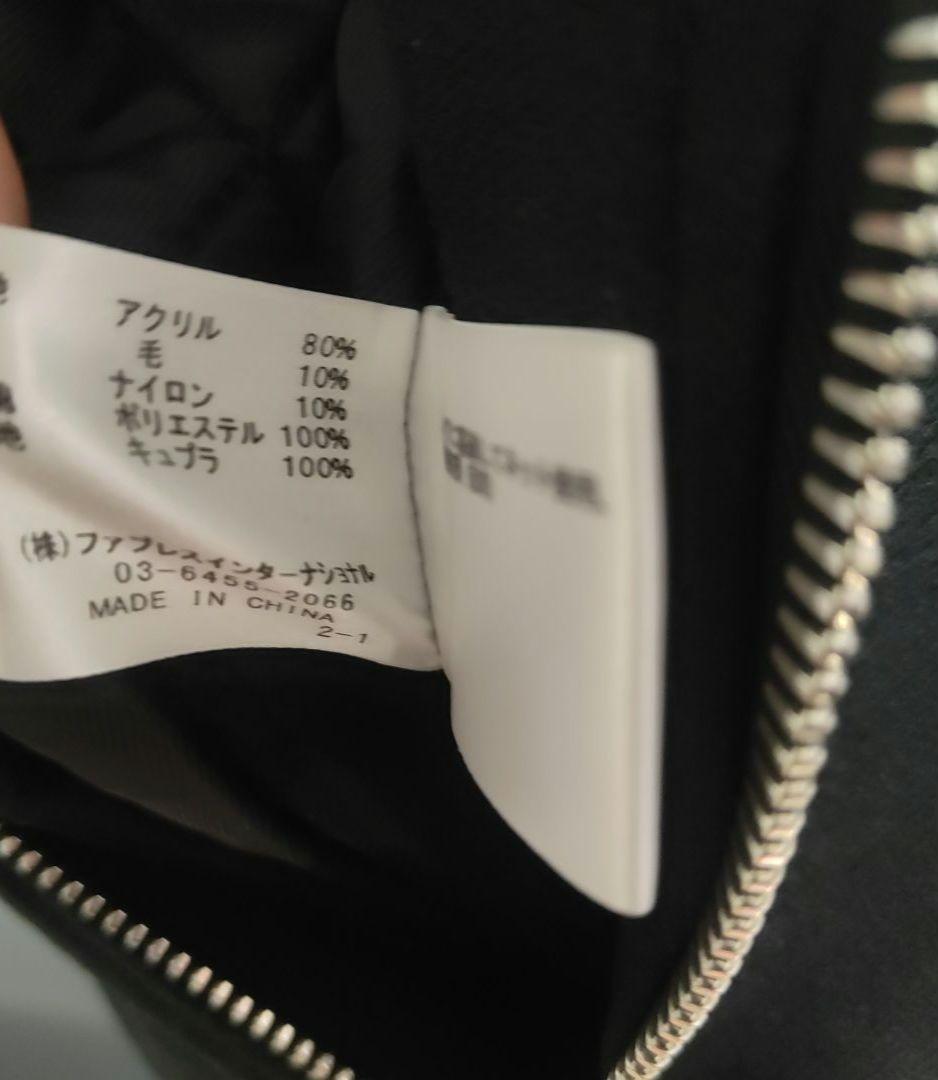 地
アクリル 80%
毛 10%
ナイロン 10%
ポリエステル 100%
地 キュプラ 100%
(株)ファブレスインターナショナル
03-6455-2066
MADE IN CHINA
2-1